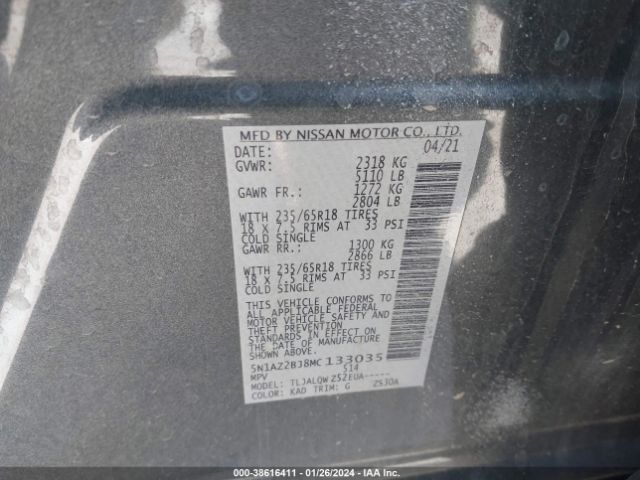 MFD BY NISSAN MOTOR CO., LTD.
DATE: 04/21
GVWR: 2318 KG
5110 LB
GAWR FR.: 1272 KG
2804 LB
WITH 235/65R18 TIRES
18 X 7.5 RIMS AT 33 PSI
COLD SINGLE
GAWR RR.: 1300 KG
2866 LB
WITH 235/65R18 TIRES
18 X 7.5 RIMS AT 33 PSI
COLD SINGLE
THIS VEHICLE CONFORMS TO
ALL APPLICABLE FEDERAL
MOTOR VEHICLE SAFETY AND
THEFT PREVENTION
STANDARDS IN EFFECT ON
THE DATE OF MANUFACTURE
SHOWN ABOVE.
5N1AZ2BJ8MC133035
MPV 514
MODEL: TLJALQWZ52EUA-----
COLOR: KAD TRIM: G Z530A
000-38616411 - 01/26/2024 - IAA Inc.